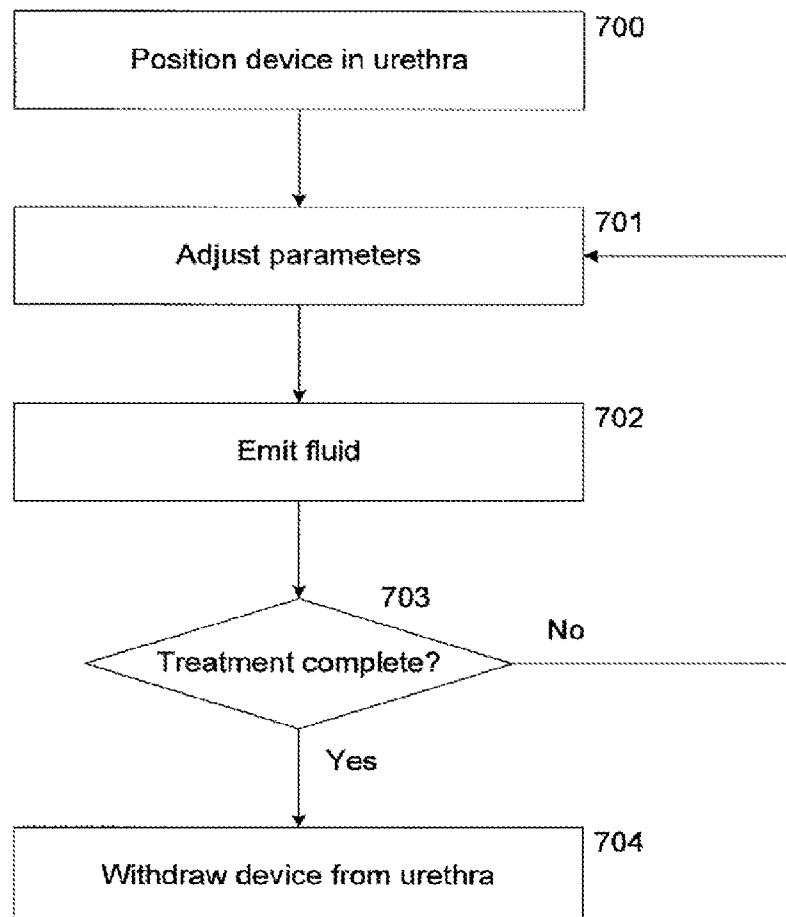 700
Position device in urethra
701
Adjust parameters
702
Emit fluid
703
Treatment complete?
No
Yes
704
Withdraw device from urethra